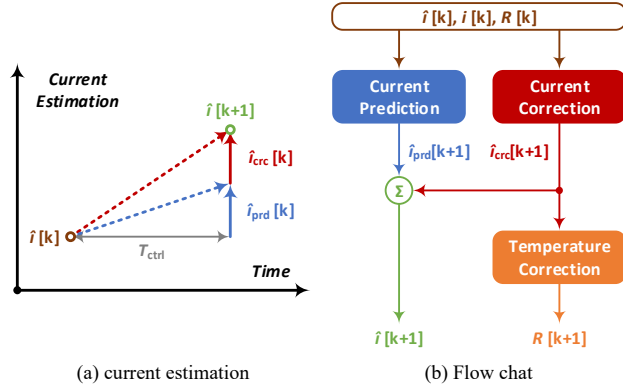 Current
Estimation
î [k+1]
î_crc [k]
î_prd [k]
î [k]
T_ctrl
Time
(a) current estimation
î [k], i [k], R [k]
Current
Prediction
Current
Correction
î_prd[k+1]
î_crc[k+1]
Σ
Temperature
Correction
î [k+1]
R [k+1]
(b) Flow chat